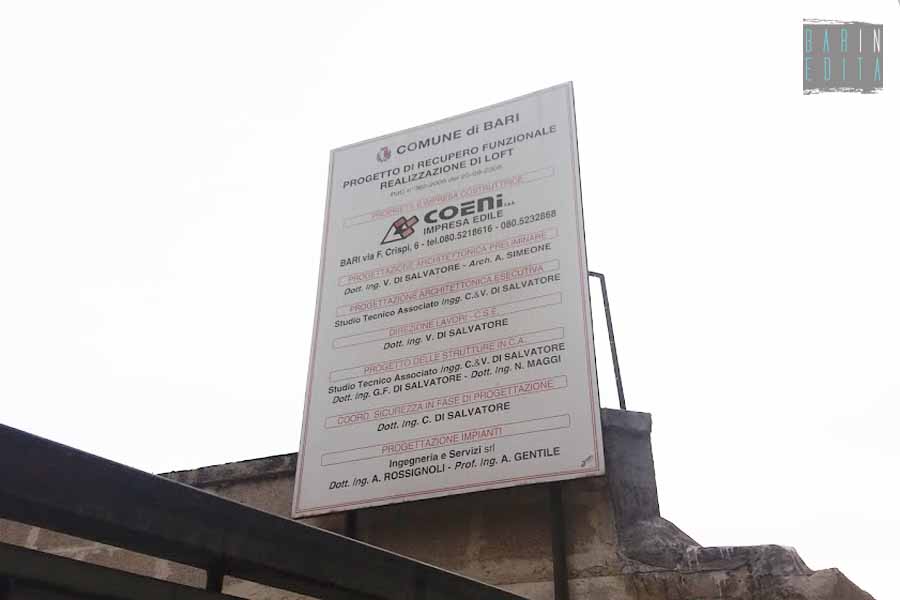 BARIN
EDITA
COMUNE di BARI
PROGETTO DI RECUPERO FUNZIONALE
REALIZZAZIONE DI LOFT
PROPRIETÀ E IMPRESA COSTRUTTRICE
COENI s.a.s.
IMPRESA EDILE
BARI via F. Crispi, 6 - tel.080.5218616 - 080.5232868
PROGETTAZIONE ARCHITETTONICA PRELIMINARE
Dott. Ing. V. DI SALVATORE - Arch. A. SIMEONE
PROGETTAZIONE ARCHITETTONICA ESECUTIVA
Studio Tecnico Associato Ingg. C.&V. DI SALVATORE
DIREZIONE LAVORI - C.S.E.
Dott. Ing. V. DI SALVATORE
PROGETTO DELLE STRUTTURE IN C.A.
Studio Tecnico Associato Ingg. C.&V. DI SALVATORE
Dott. Ing. G.F. DI SALVATORE - Dott. Ing. N. MAGGI
COORD. SICUREZZA IN FASE DI PROGETTAZIONE
Dott. Ing. C. DI SALVATORE
PROGETTAZIONE IMPIANTI
Ingegneria e Servizi srl
Dott. Ing. A. ROSSIGNOLI - Prof. Ing. A. GENTILE